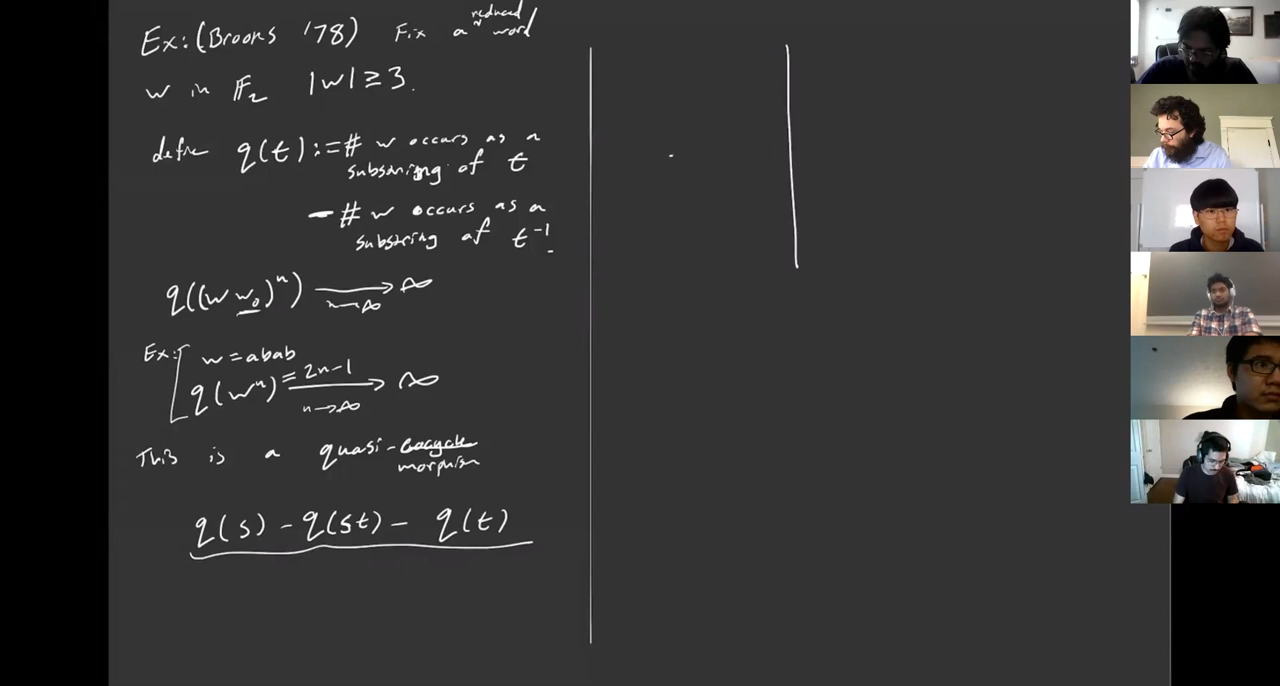 Ex: (Brooks '78) Fix a reduced word
w in F₂ |w| ≥ 3.
define q(t) := # w occurs as a
substring of t
- # w occurs as a
substring of t⁻¹.
q((w w₀)ⁿ) ⟶ ∞
n→∞
Ex: w = abab
q(wⁿ) = 2n-1 ⟶ ∞
n→∞
This is a quasi-cocycle
morphism
q(s) - q(st) - q(t)